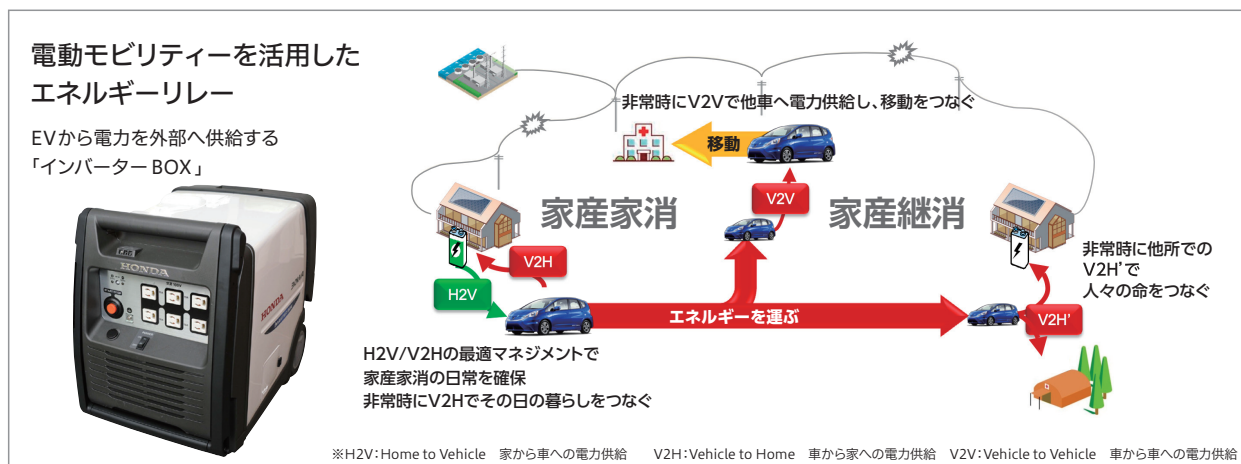 電動モビリティーを活用した
エネルギーリレー
EVから電力を外部へ供給する
「インバーターBOX」
HONDA
HONDA
非常時にV2Vで他車へ電力供給し、移動をつなぐ
移動
V2V
家産家消
家産継消
V2H
H2V
エネルギーを運ぶ
非常時に他所での
V2H’で
人々の命をつなぐ
V2H’
H2V/V2Hの最適マネジメントで
家産家消の日常を確保
非常時にV2Hでその日の暮らしをつなぐ
※H2V：Home to Vehicle　家から車への電力供給　　V2H：Vehicle to Home　車から家への電力供給　V2V：Vehicle to Vehicle　車から車への電力供給